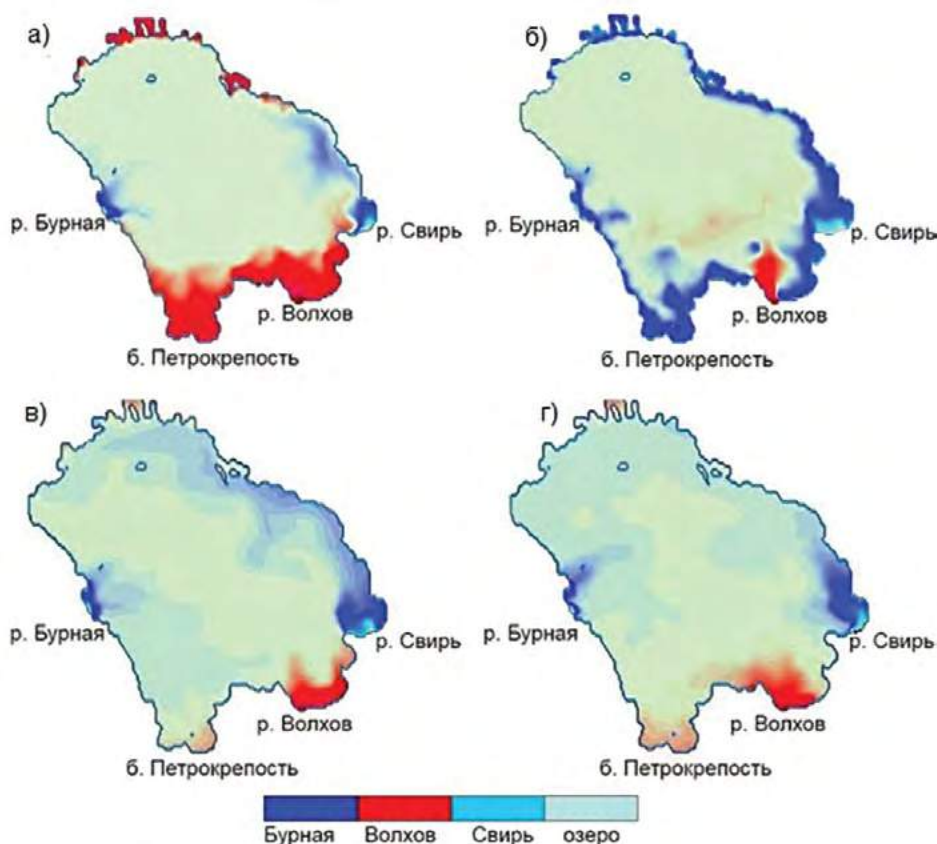 а)
б)
р. Бурная
р. Свирь
р. Волхов
б. Петрокрепость
р. Бурная
р. Свирь
р. Волхов
в)
г)
р. Бурная
р. Свирь
р. Волхов
б. Петрокрепость
р. Бурная
р. Свирь
р. Волхов
б. Петрокрепость
Бурная Волхов Свирь озеро